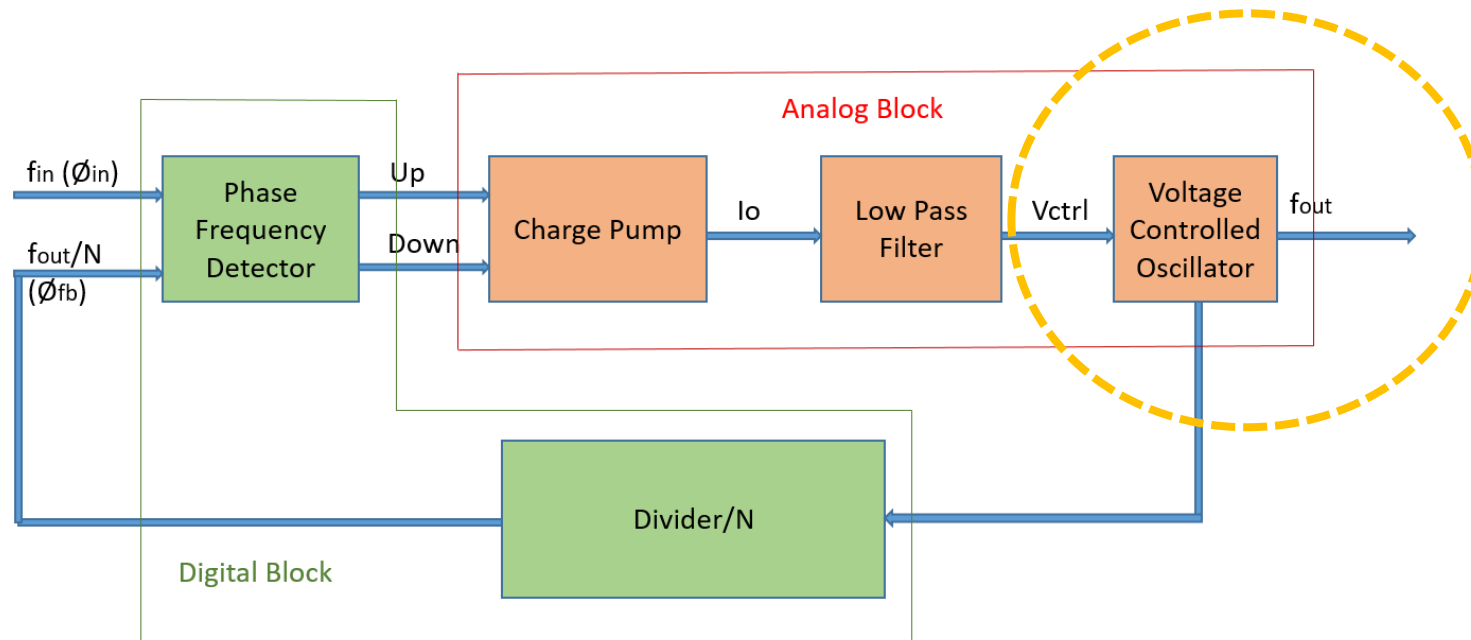 Analog Block
fin (Øin)
Phase
Frequency
Detector
Up
Down
fout/N
(Øfb)
Charge Pump
Io
Low Pass
Filter
Vctrl
Voltage
Controlled
Oscillator
fout
Divider/N
Digital Block